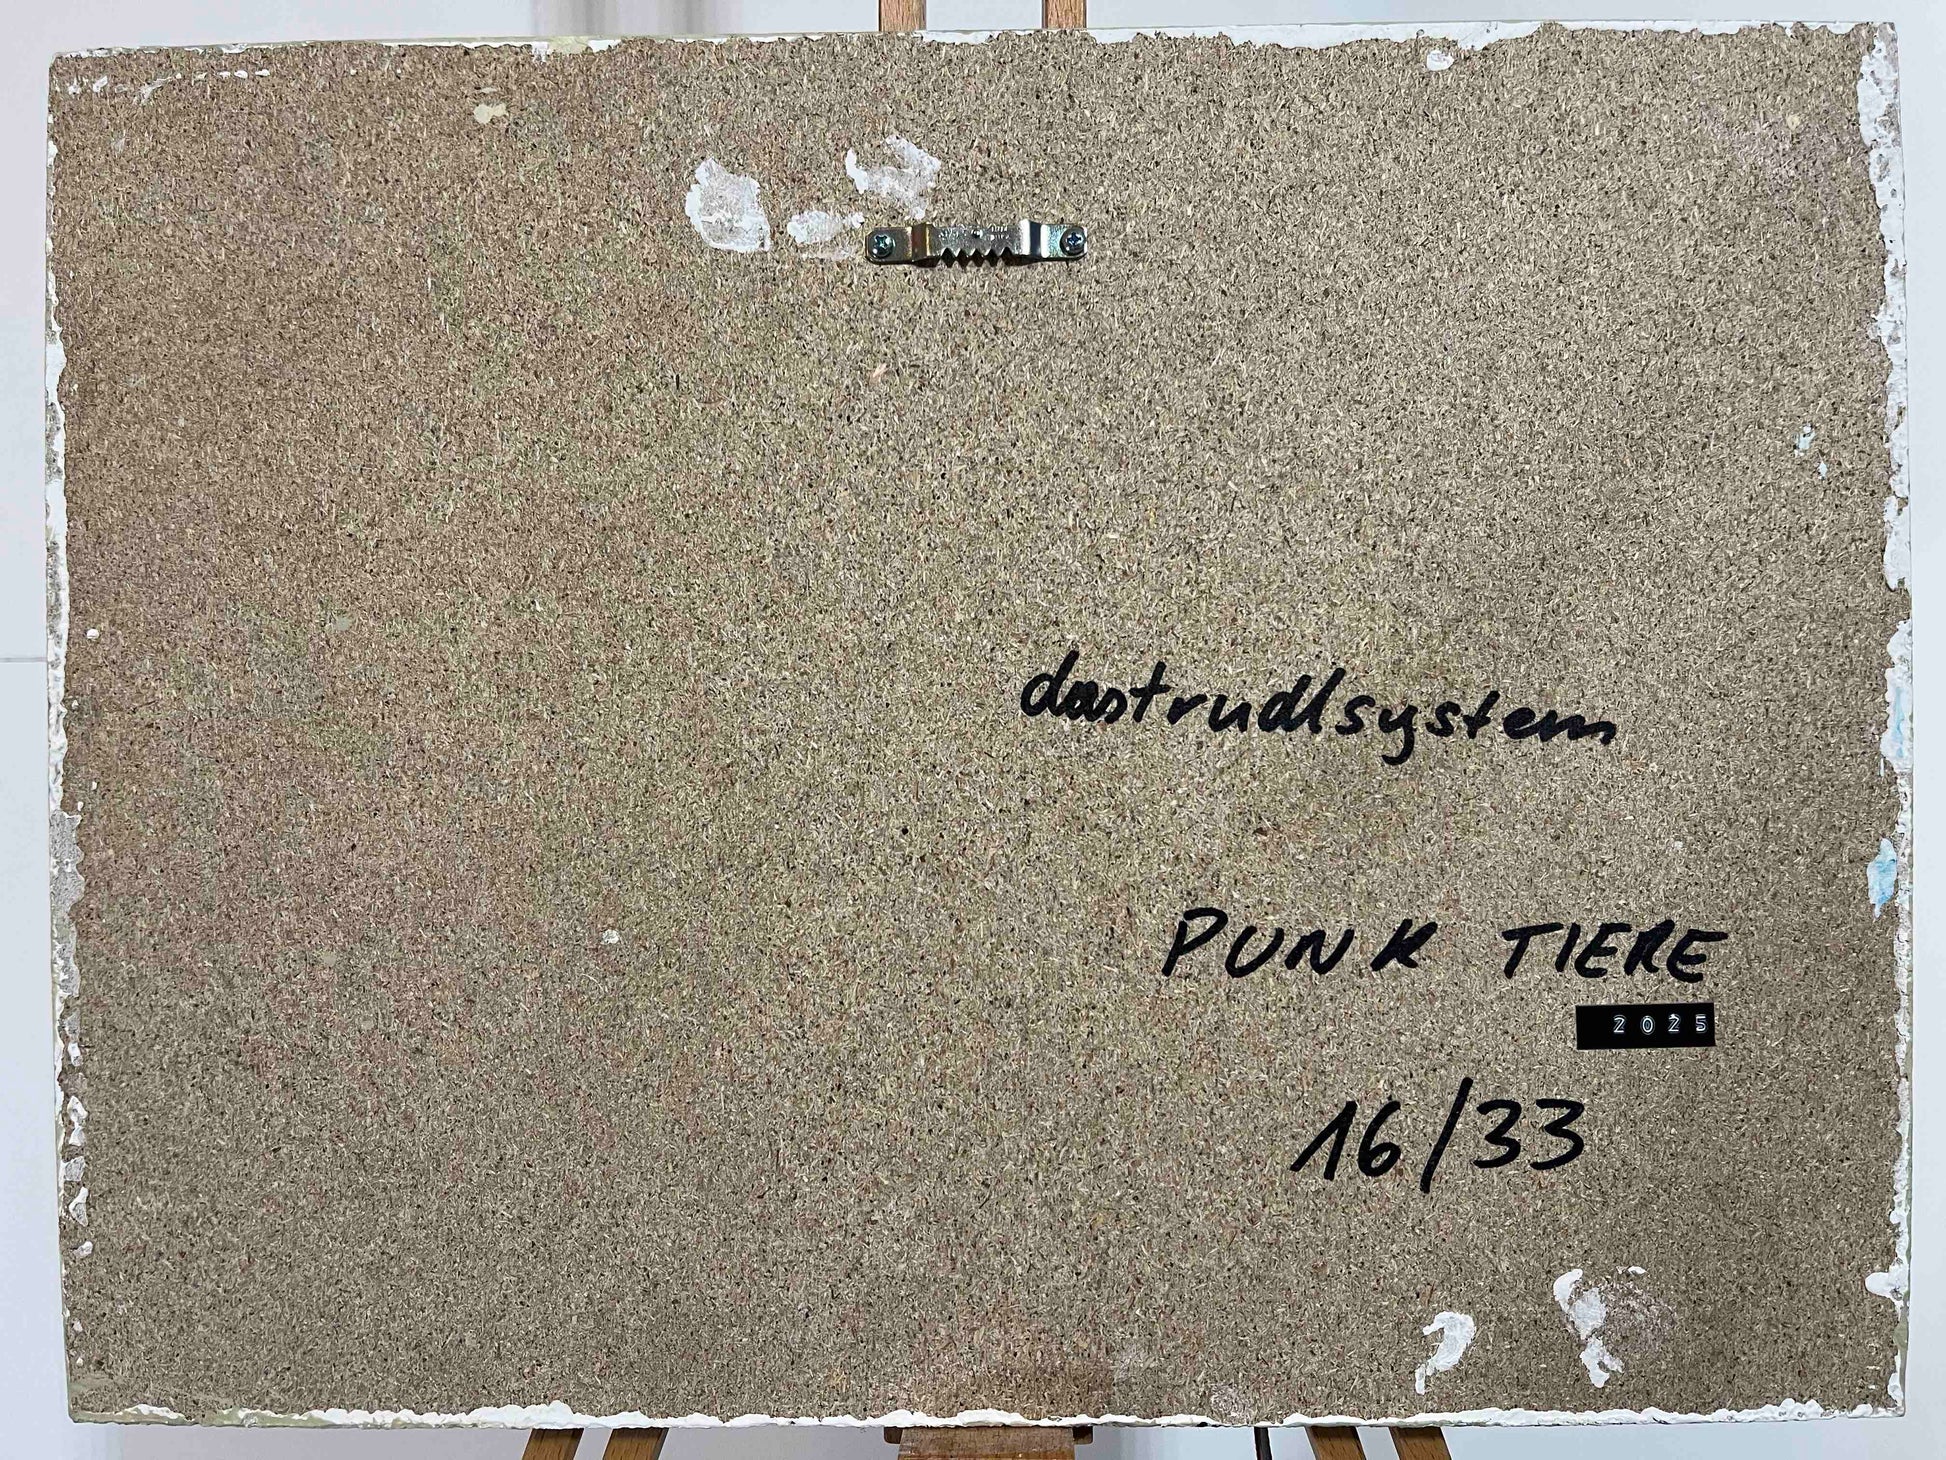 dastrudlsystem
PUNK TIERE
2025
16/33